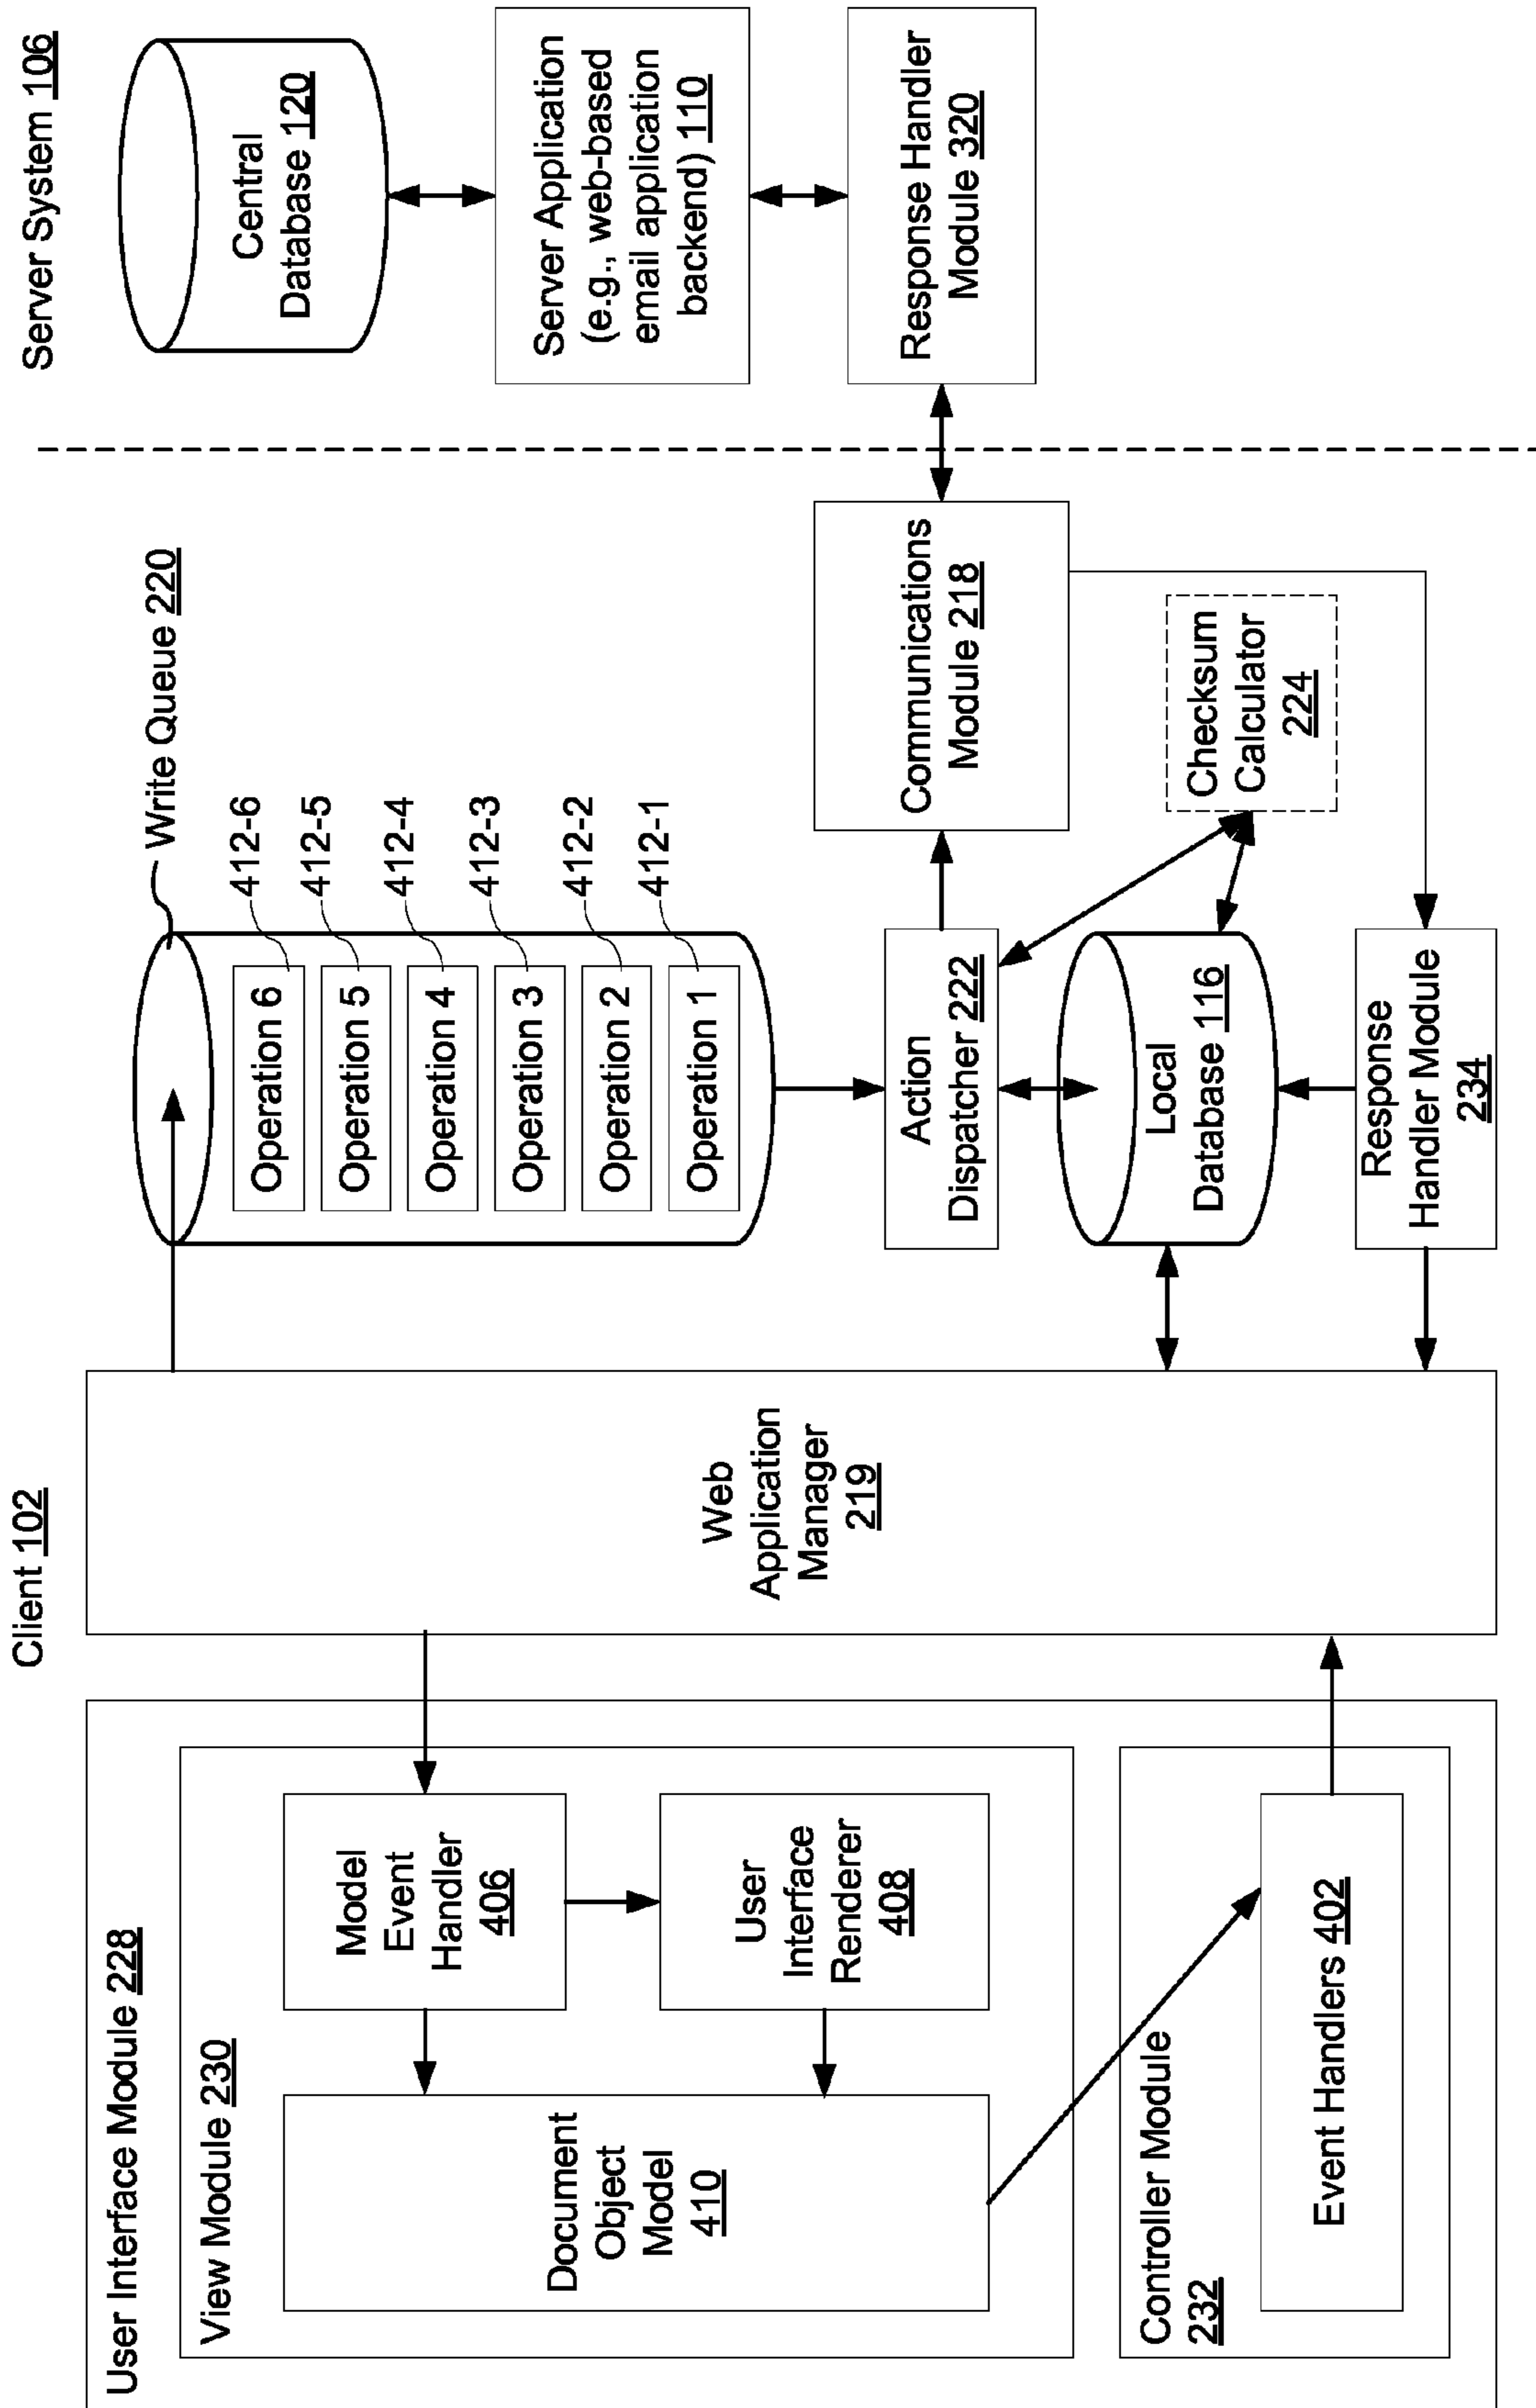 Client 102
Server System 106
User Interface Module 228
View Module 230
Document
Object
Model
410
Model
Event
Handler
406
User
Interface
Renderer
408
Controller Module
232
Event Handlers 402
Web
Application
Manager
219
Write Queue 220
Operation 6
412-6
Operation 5
412-5
Operation 4
412-4
Operation 3
412-3
Operation 2
412-2
Operation 1
412-1
Action
Dispatcher 222
Local
Database 116
Response
Handler Module
234
Communications
Module 218
Checksum
Calculator
224
Central
Database 120
Server Application
(e.g., web-based
email application
backend) 110
Response Handler
Module 320